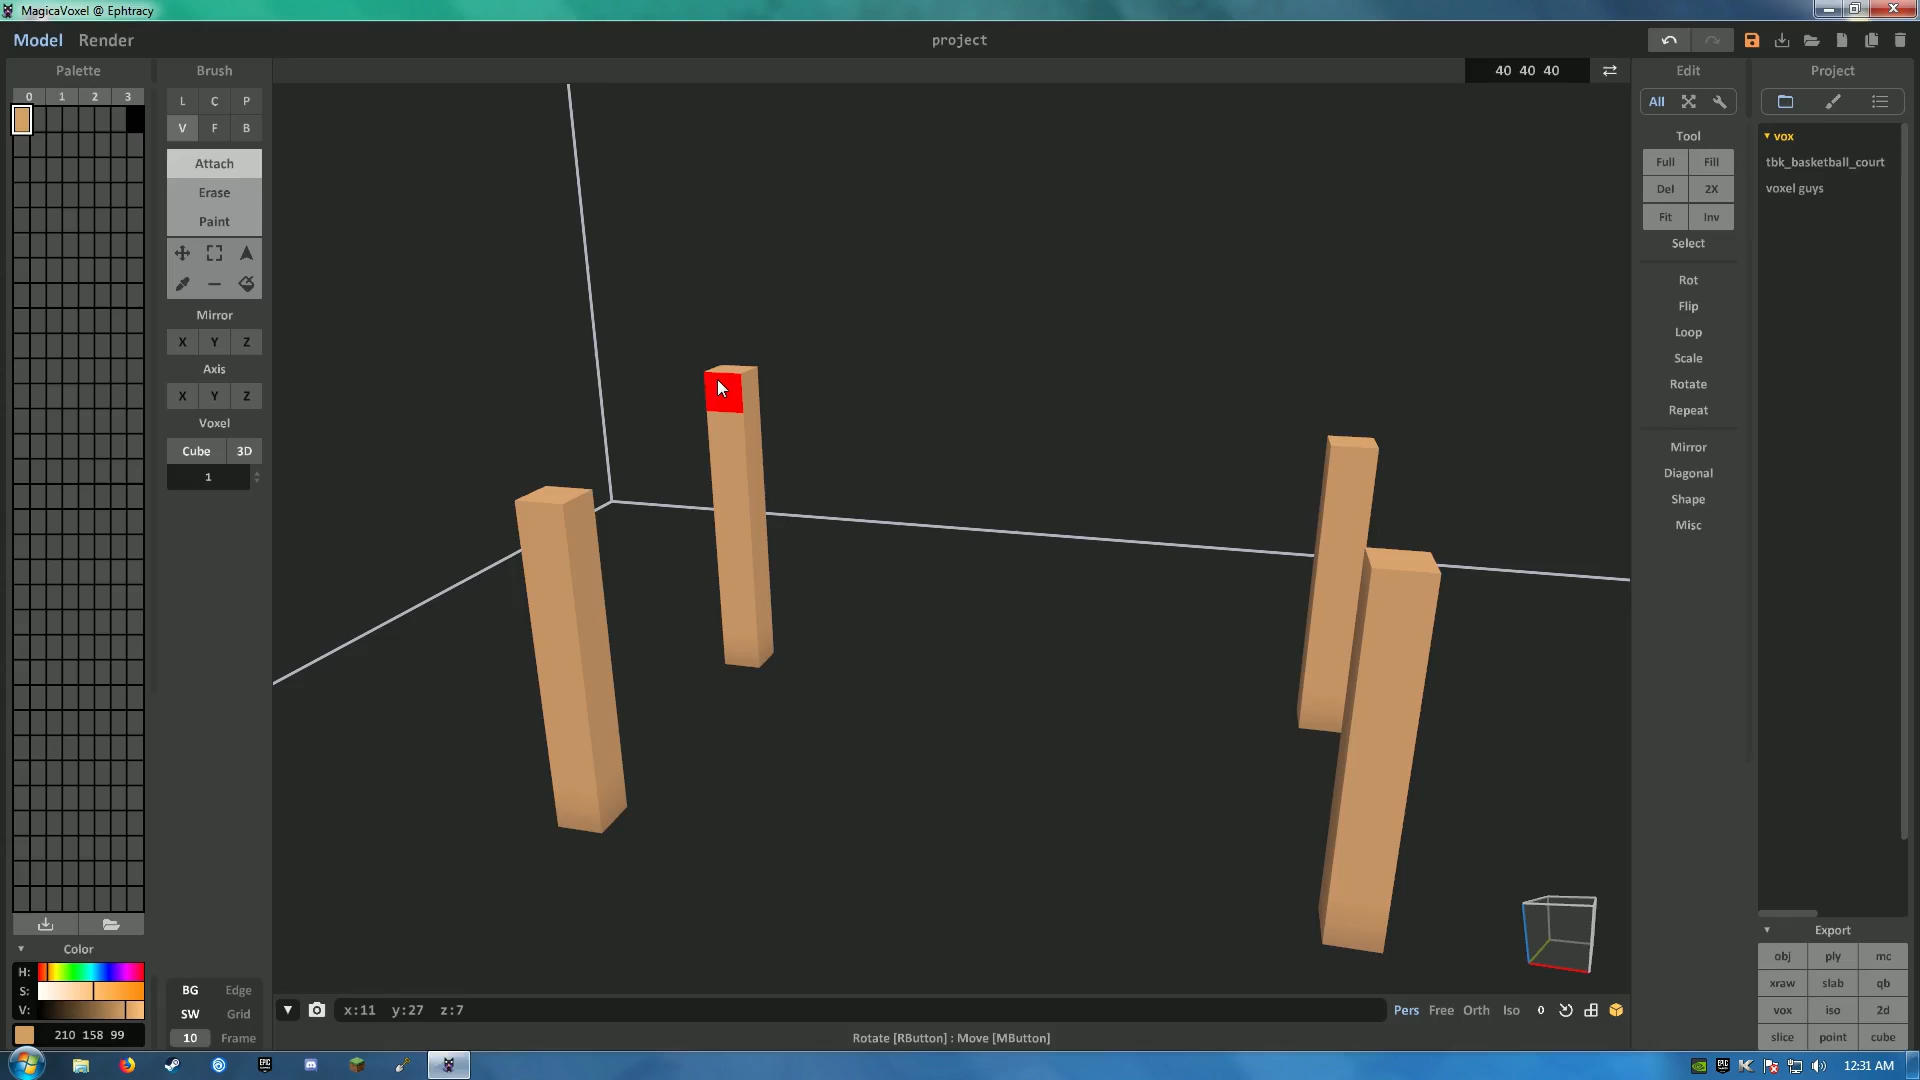 MagicaVoxel @ Ephtracy
Model Render
project
Palette
0 1 2 3
Color
H:
S:
V:
210 158 99
Brush
L C P
V F B
Attach
Erase
Paint
Mirror
X Y Z
Axis
X Y Z
Voxel
Cube 3D
1
BG Edge
SW Grid
10 Frame
40 40 40
x:11 y:27 z:7
Pers Free Orth Iso 0
Rotate [RButton] : Move [MButton]
Edit
All
Tool
Full Fill
Del 2X
Fit Inv
Select
Rot
Flip
Loop
Scale
Rotate
Repeat
Mirror
Diagonal
Shape
Misc
Project
vox
tbk_basketball_court
voxel guys
Export
obj ply mc
xraw slab qb
vox iso 2d
slice point cube
EPIC
EPIC
12:31 AM